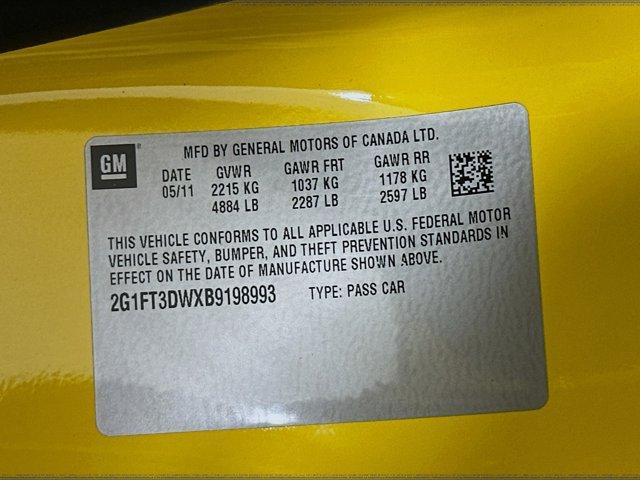 GM
MFD BY GENERAL MOTORS OF CANADA LTD.
DATE GVWR GAWR FRT GAWR RR
05/11 2215 KG 1037 KG 1178 KG
4884 LB 2287 LB 2597 LB
THIS VEHICLE CONFORMS TO ALL APPLICABLE U.S. FEDERAL MOTOR
VEHICLE SAFETY, BUMPER, AND THEFT PREVENTION STANDARDS IN
EFFECT ON THE DATE OF MANUFACTURE SHOWN ABOVE.
2G1FT3DWXB9198993 TYPE: PASS CAR